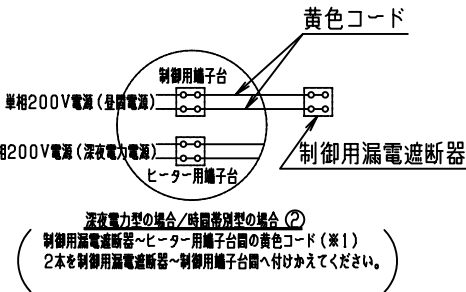 黄色コード
制御用端子台
単相200V電源(昼間電源)
相200V電源(深夜電力電源)
制御用漏電遮断器
ヒーター用端子台
深夜電力型の場合/時間帯別型の場合②
制御用漏電遮断器~ヒーター用端子台間の黄色コード(※1)
2本を制御用漏電遮断器~制御用端子台間へ付けかえてください。